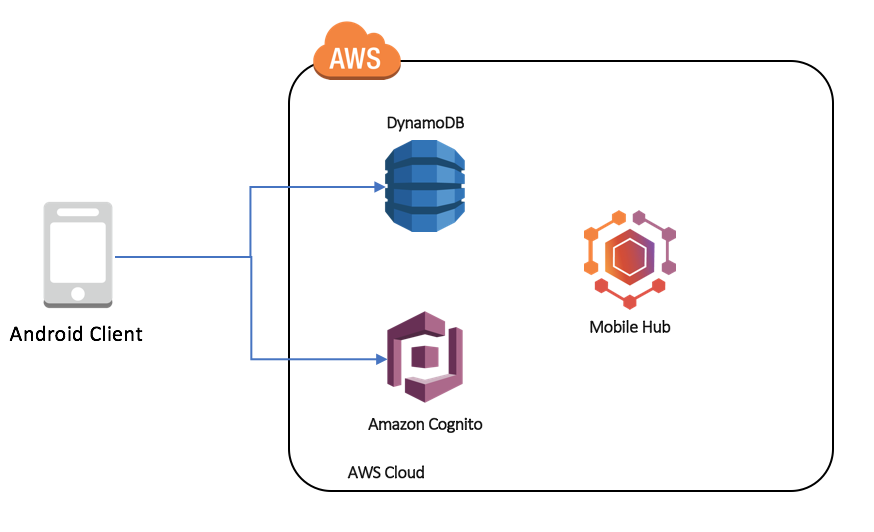 AWS
DynamoDB
Android Client
Mobile Hub
Amazon Cognito
AWS Cloud